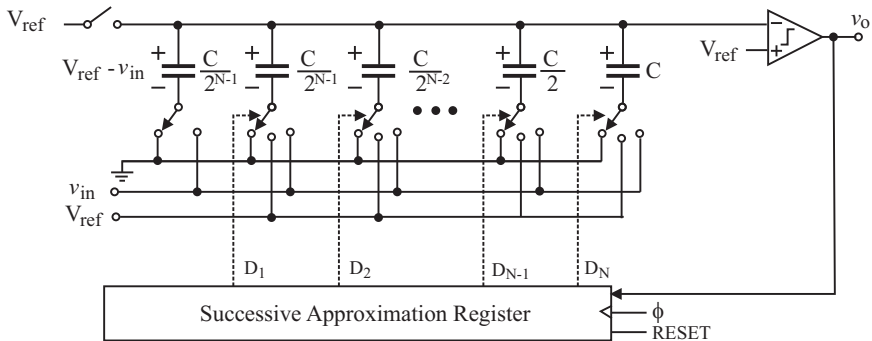 V_ref
V_ref - v_in
+
−
C/2^{N-1}
+
−
C/2^{N-1}
+
−
C/2^{N-2}
+
−
C/2
+
−
C
V_ref
−
+
v_o
v_in
V_ref
D_1
D_2
D_{N-1}
D_N
Successive Approximation Register
ϕ
RESET